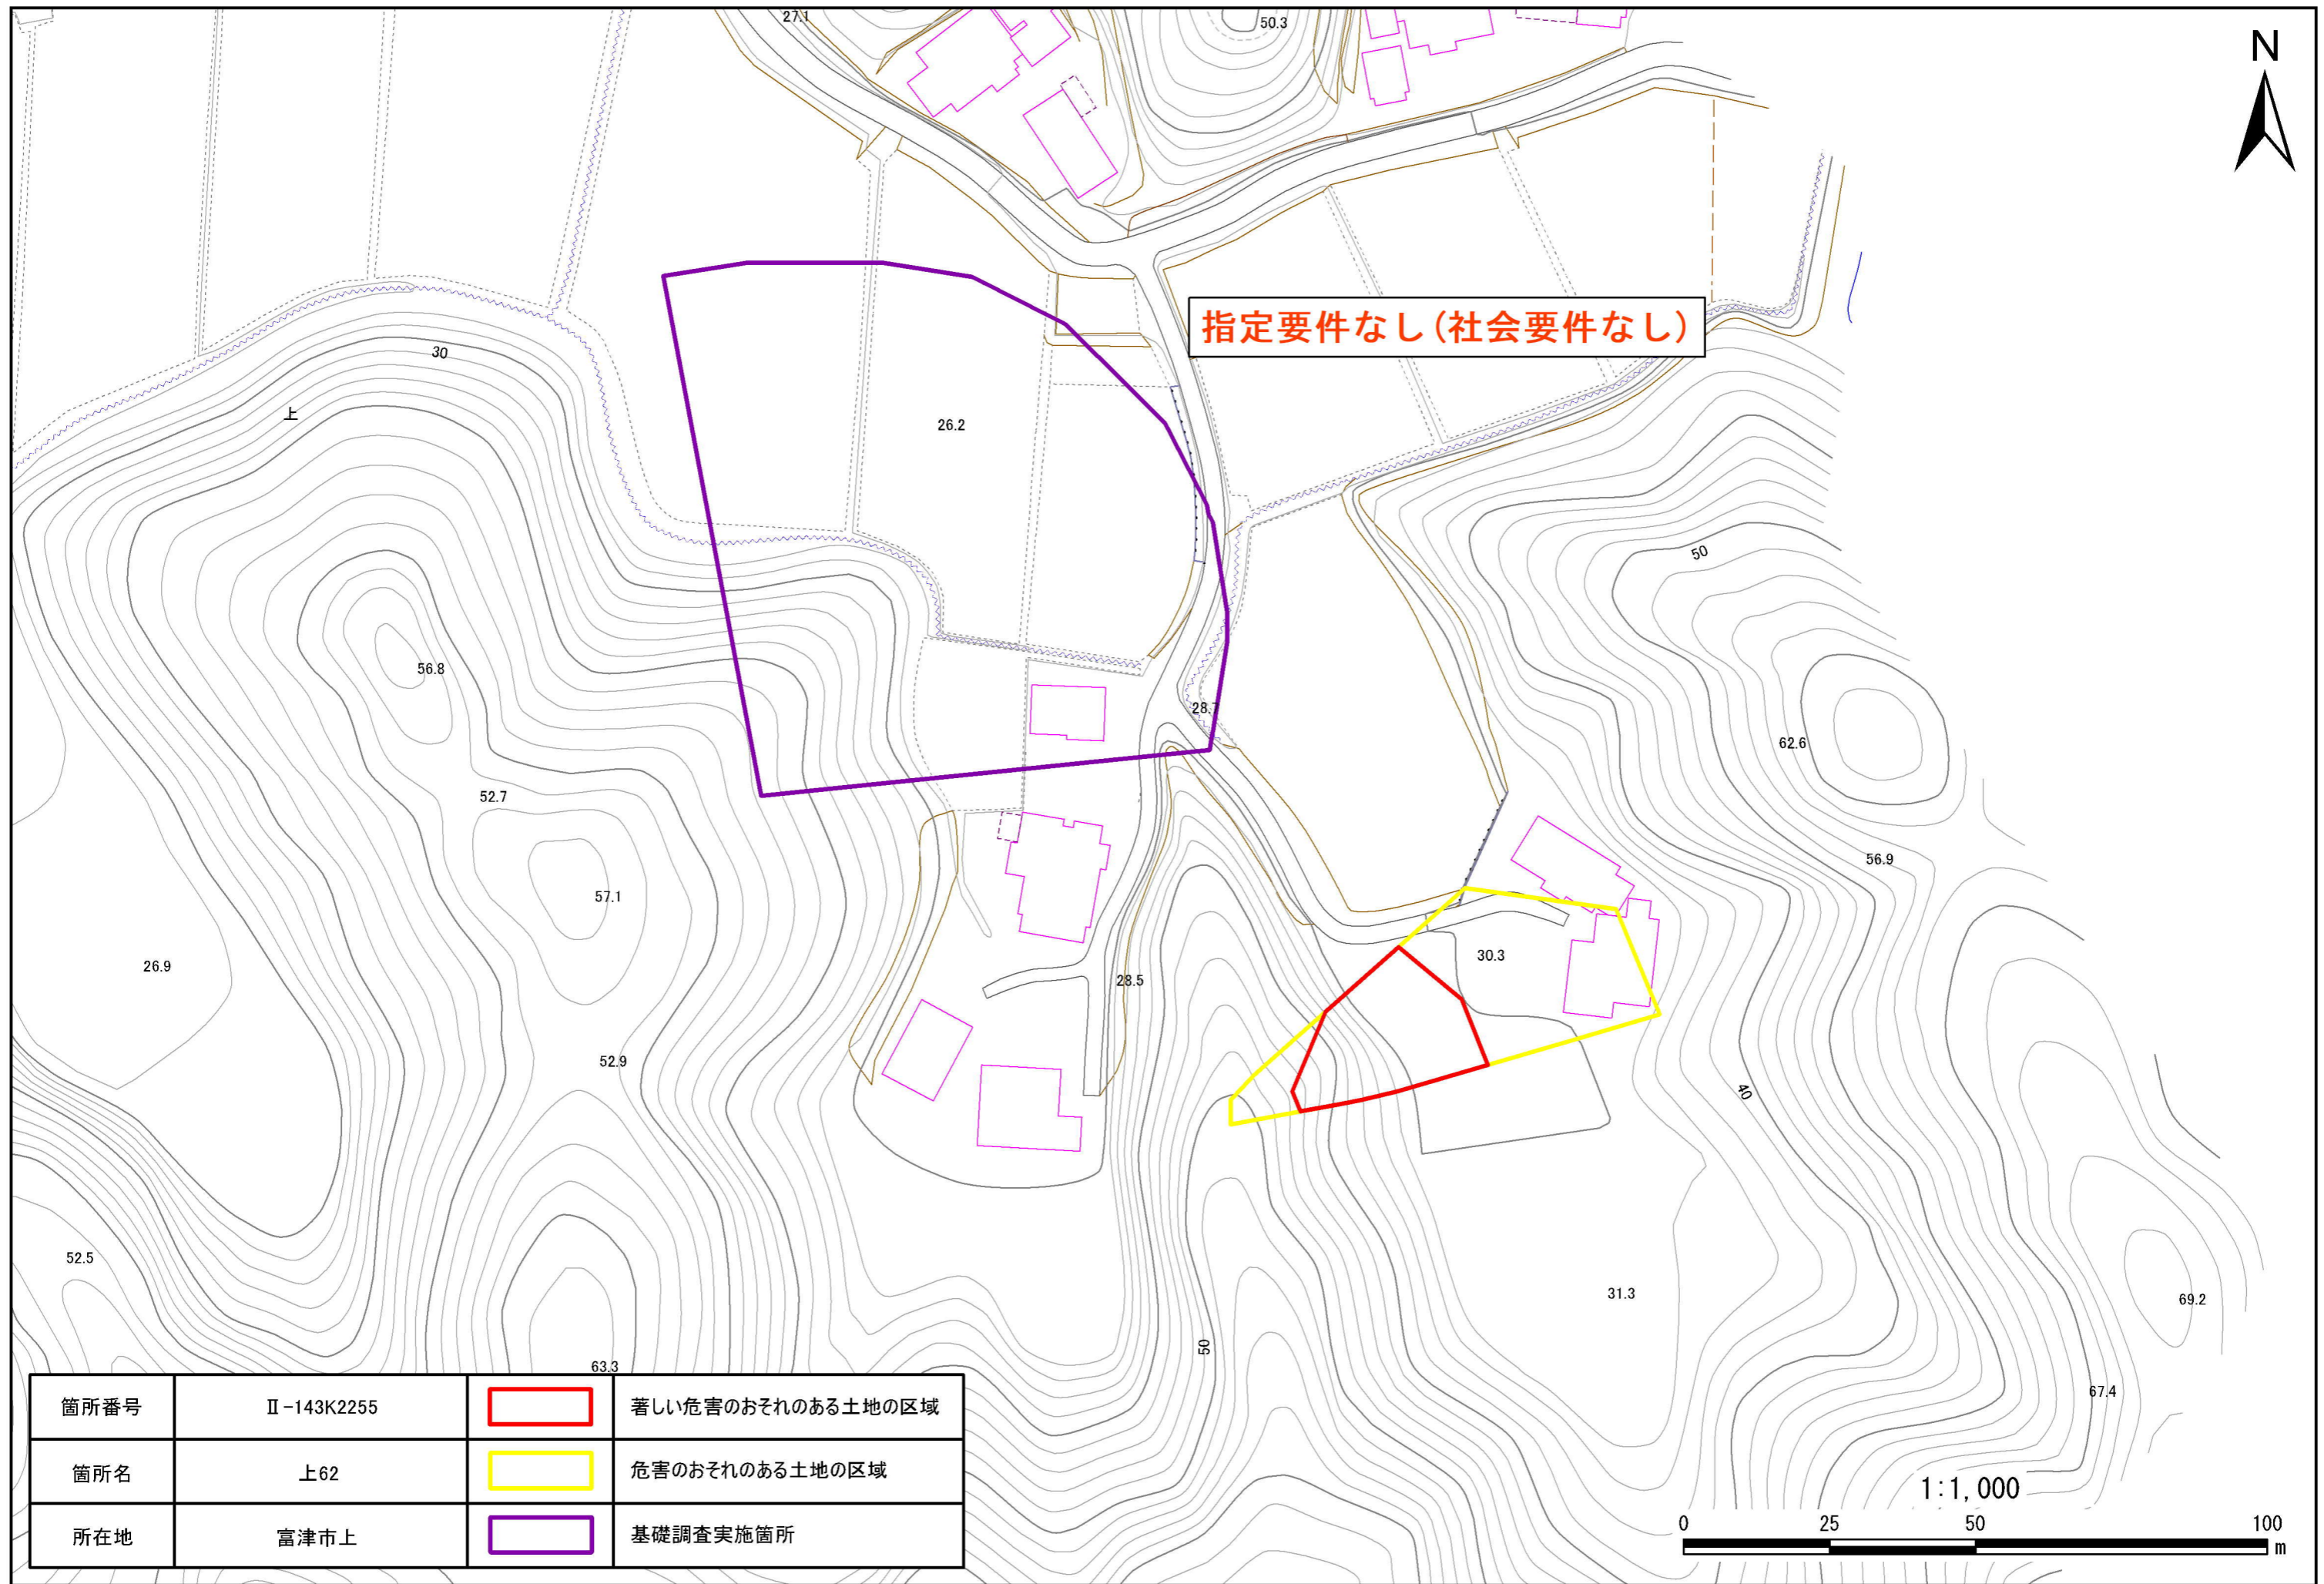 27.1
50.3
N
指定要件なし(社会要件なし)
30
上
26.2
50
56.8
28.7
62.6
52.7
56.9
57.1
30.3
26.9
28.5
52.9
40
52.5
31.3
69.2
50
63.3
67.4
箇所番号 Ⅱ-143K2255 著しい危害のおそれのある土地の区域
箇所名 上62 危害のおそれのある土地の区域
所在地 富津市上 基礎調査実施箇所
1:1,000
0 25 50 100
m